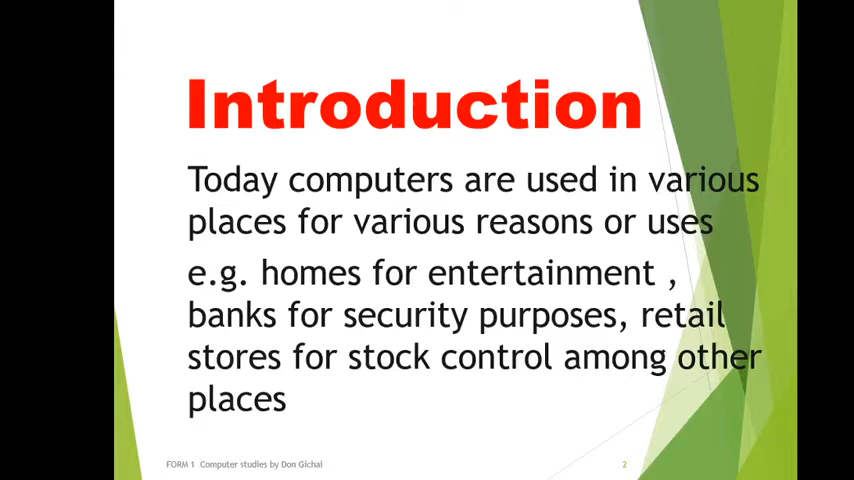 Introduction
Today computers are used in various
places for various reasons or uses
e.g. homes for entertainment ,
banks for security purposes, retail
stores for stock control among other
places
FORM 1 Computer studies by Don Gichai
2